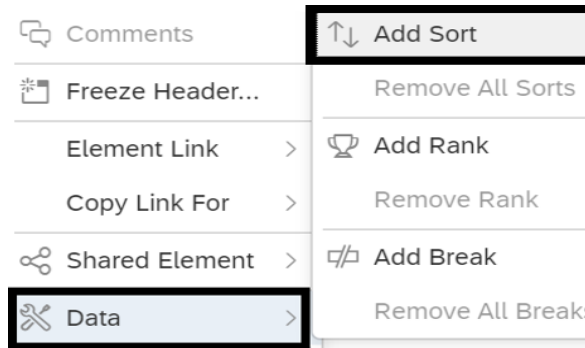 Comments
Freeze Header...
Element Link
Copy Link For
Shared Element
Data
Add Sort
Remove All Sorts
Add Rank
Remove Rank
Add Break
Remove All Breaks